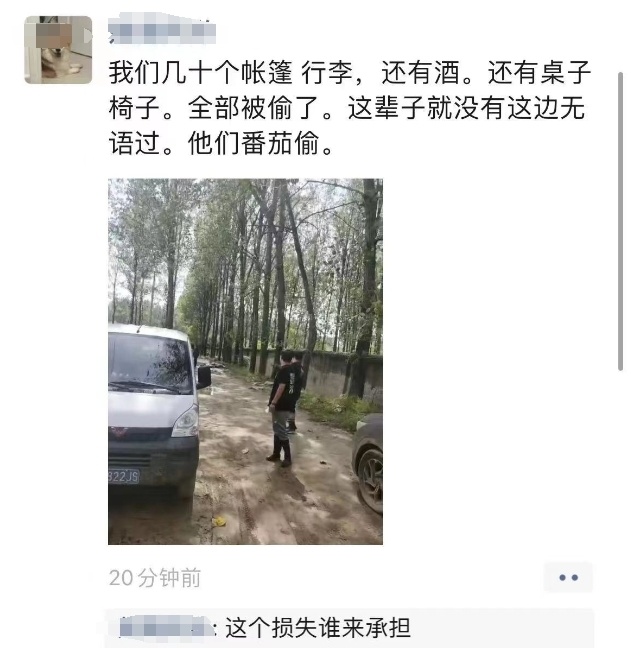 我们几十个帐篷 行李，还有酒。还有桌子
椅子。全部被偷了。这辈子就没有这边无
语过。他们番茄偷。
822JS
20分钟前
: 这个损失谁来承担